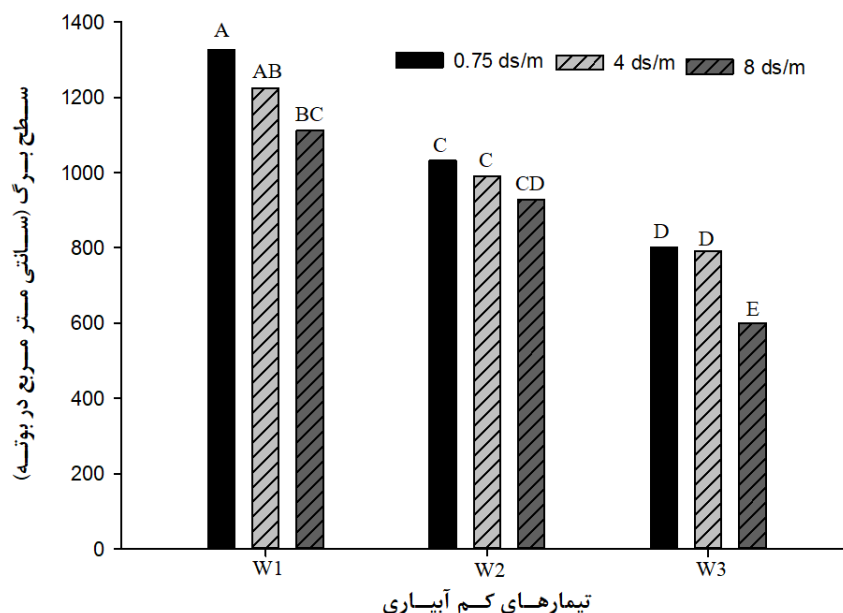 سطح برگ (سانتی متر مربع در بوته)
1400
1200
1000
800
600
400
200
0
0.75 ds/m 4 ds/m 8 ds/m
A
AB
BC
C
C
CD
D
D
E
W1 W2 W3
تیمارهای کم آبیاری